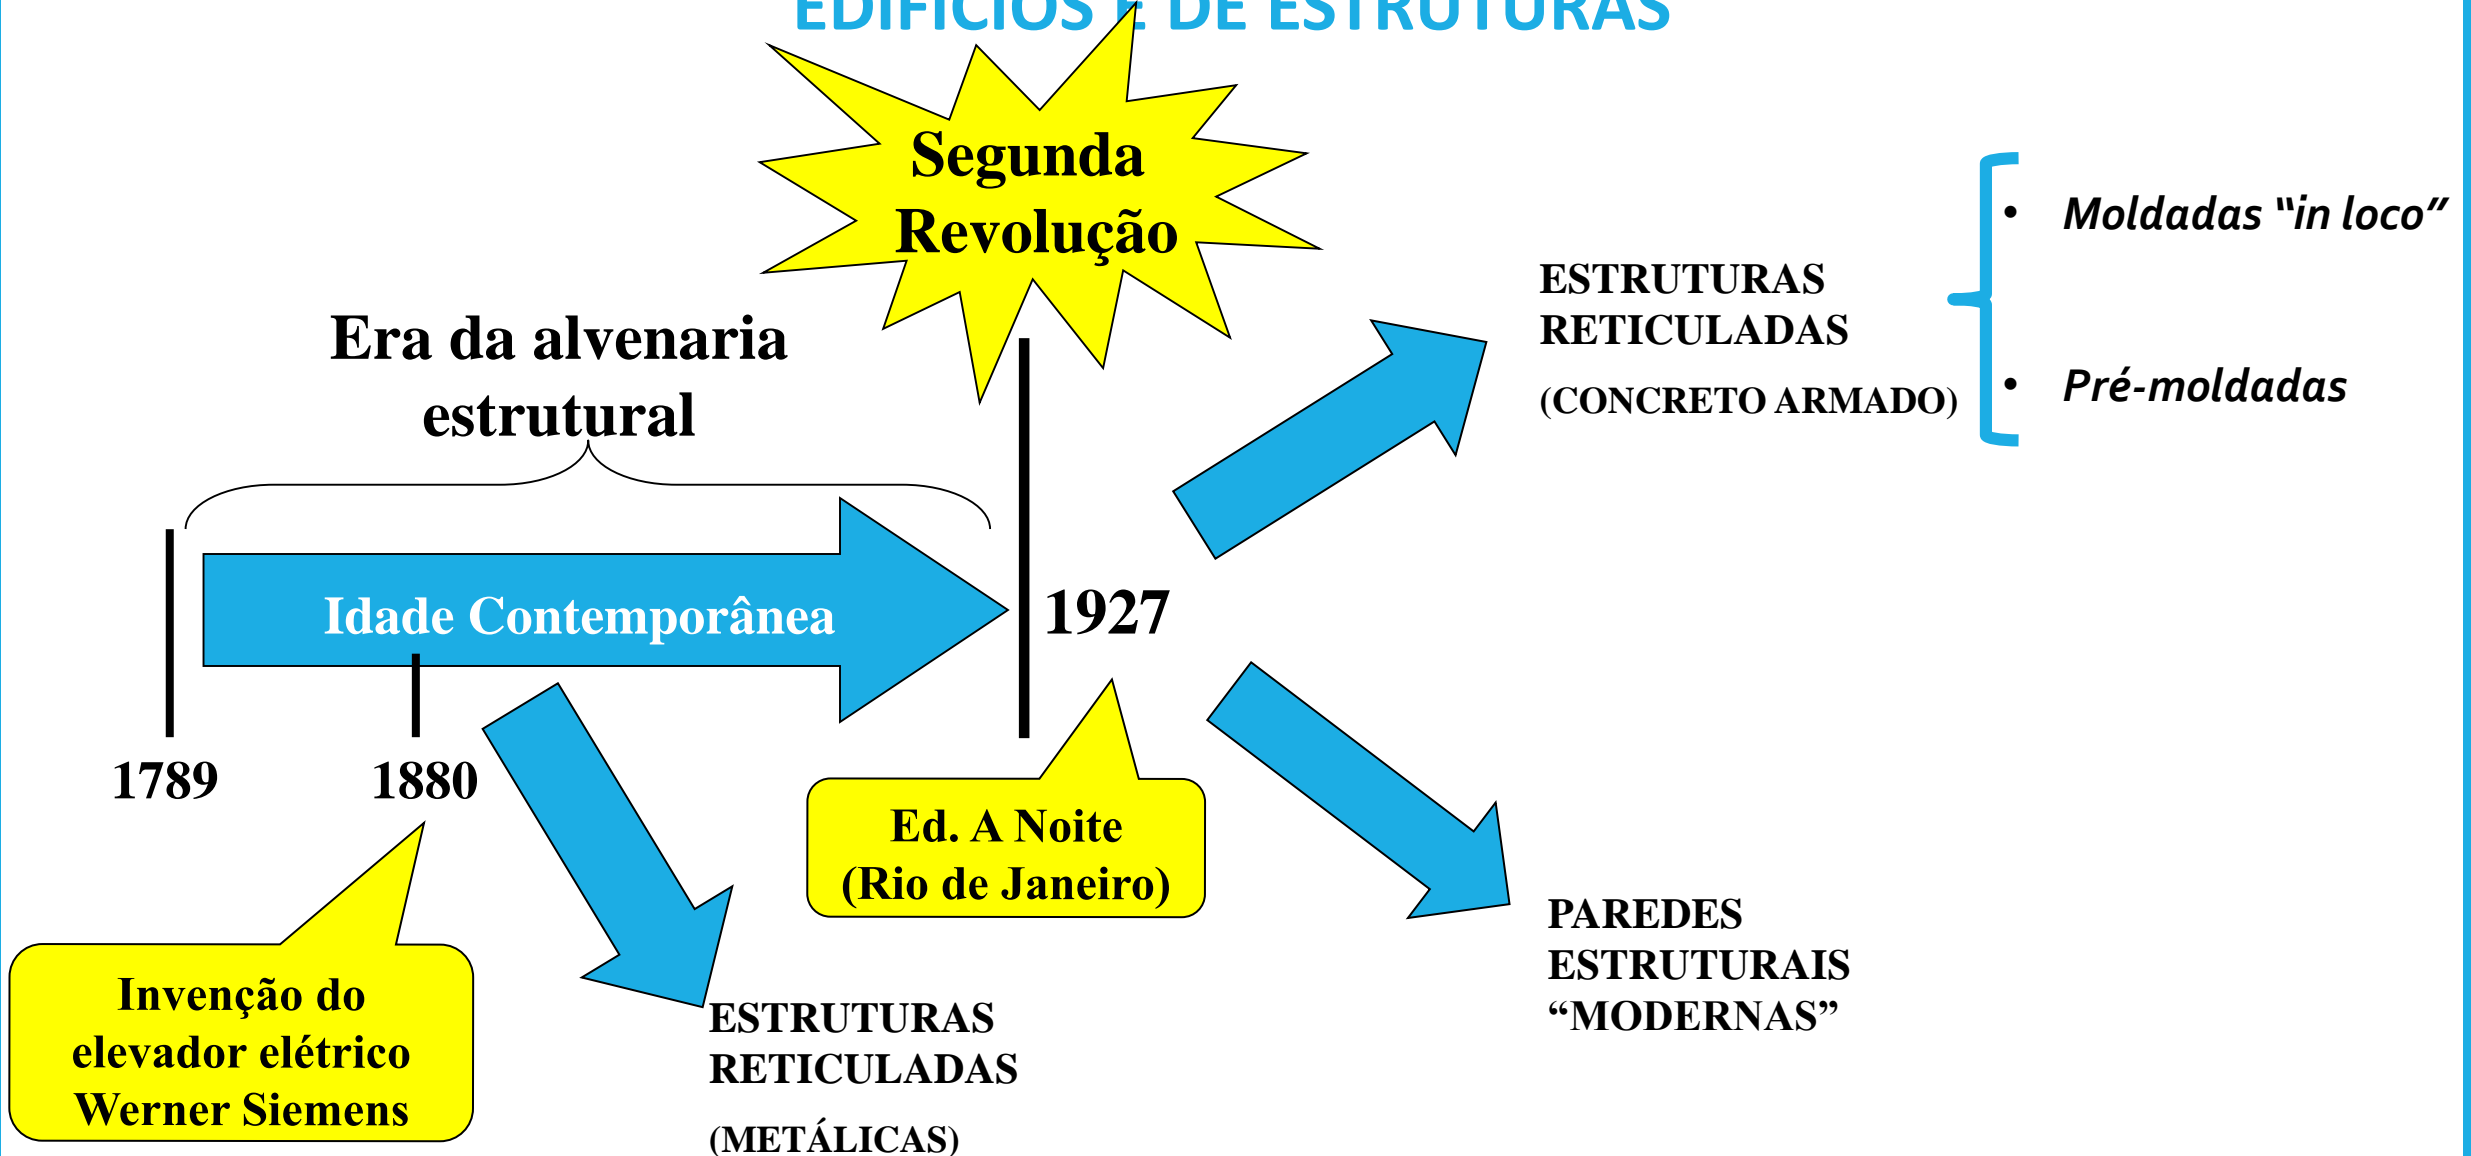 EDIFÍCIOS E DE ESTRUTURAS
Segunda
Revolução
Era da alvenaria
estrutural
Idade Contemporânea
1789
1880
1927
Invenção do
elevador elétrico
Werner Siemens
Ed. A Noite
(Rio de Janeiro)
ESTRUTURAS
RETICULADAS
(METÁLICAS)
ESTRUTURAS
RETICULADAS
(CONCRETO ARMADO)
• Moldadas “in loco”
• Pré-moldadas
PAREDES
ESTRUTURAIS
“MODERNAS”